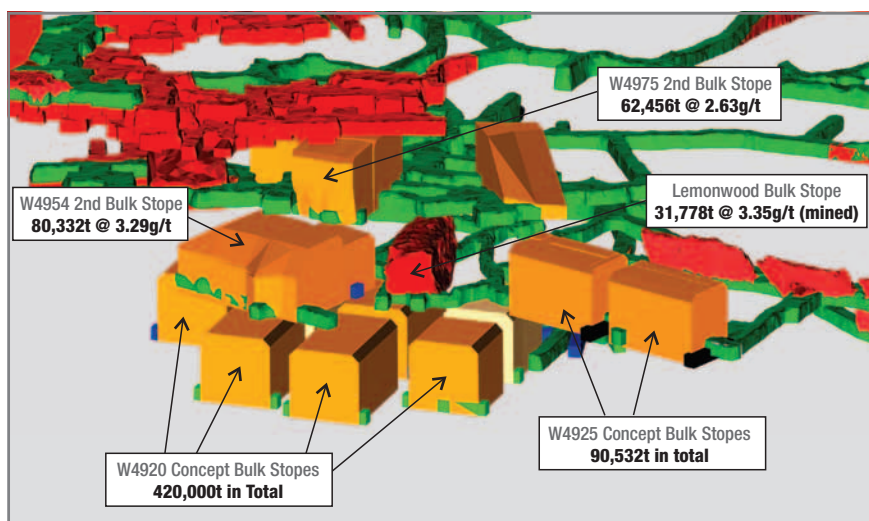 W4975 2nd Bulk Stope
62,456t @ 2.63g/t
Lemonwood Bulk Stope
31,778t @ 3.35g/t (mined)
W4954 2nd Bulk Stope
80,332t @ 3.29g/t
W4925 Concept Bulk Stopes
90,532t in total
W4920 Concept Bulk Stopes
420,000t in Total